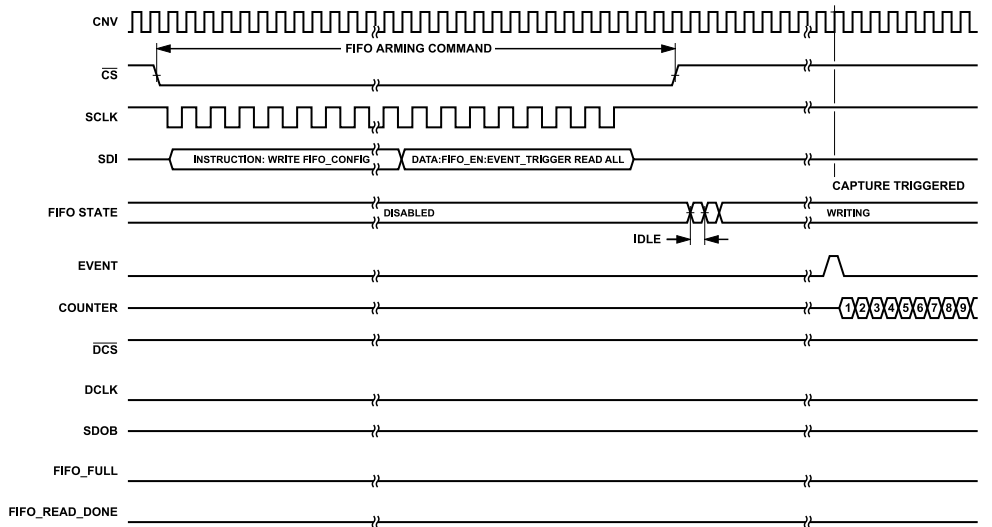 CNV
FIFO ARMING COMMAND
CS
SCLK
SDI
INSTRUCTION: WRITE FIFO_CONFIG
DATA:FIFO_EN:EVENT_TRIGGER READ ALL
CAPTURE TRIGGERED
FIFO STATE
DISABLED
WRITING
IDLE
EVENT
COUNTER
1 2 3 4 5 6 7 8 9
DCS
DCLK
SDOB
FIFO_FULL
FIFO_READ_DONE